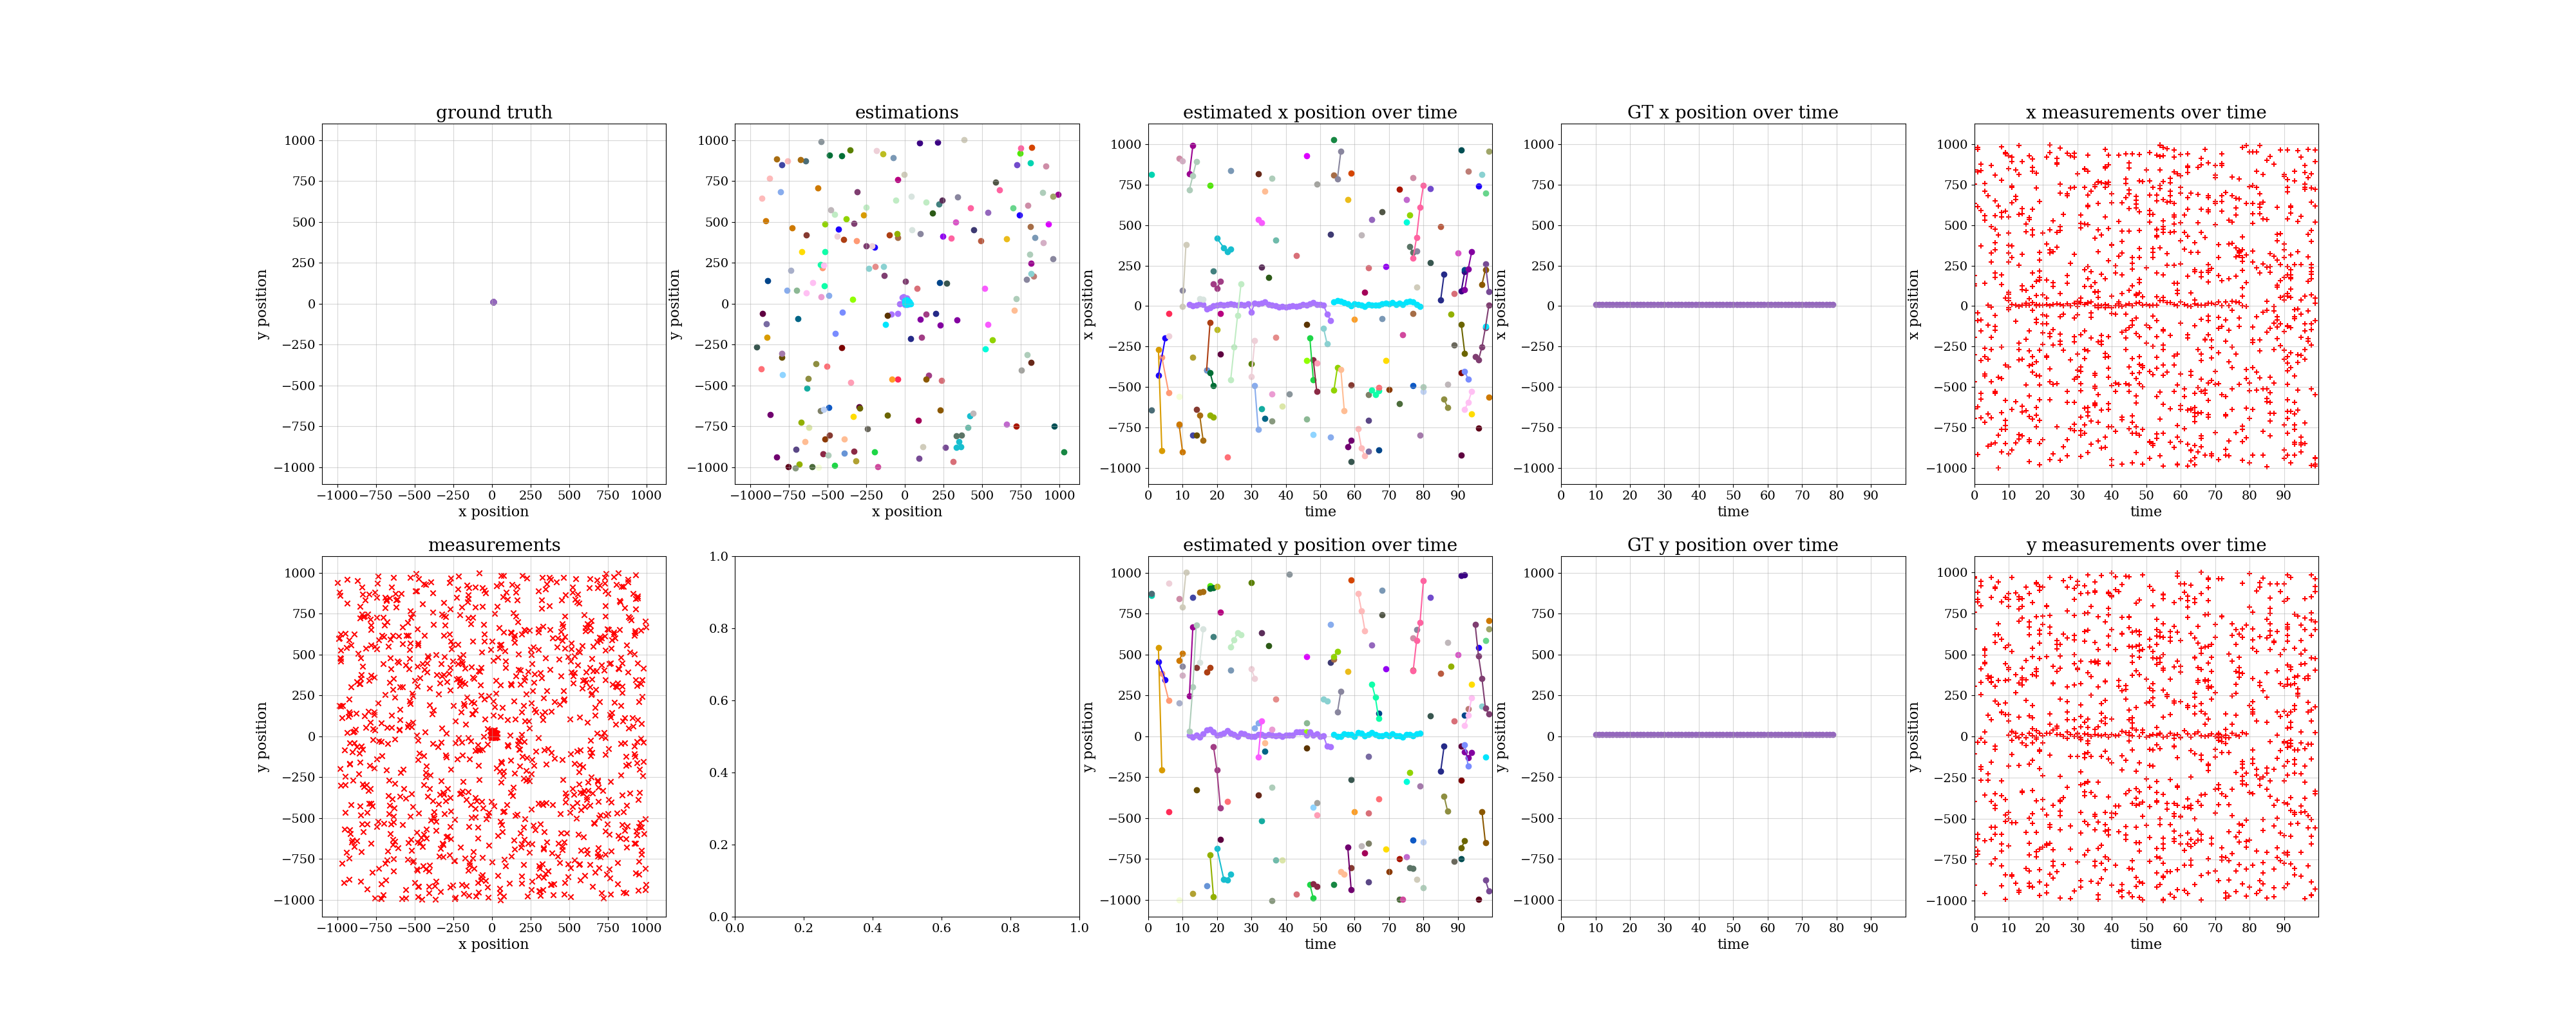 ground truth
estimations
estimated x position over time
GT x position over time
x measurements over time
1000
750
500
250
0
−250
−500
−750
−1000
y position
−1000−750 −500 −250 0 250 500 750 1000
x position
1000
750
500
250
0
−250
−500
−750
−1000
y position
−1000−750 −500 −250 0 250 500 750 1000
x position
1000
750
500
250
0
−250
−500
−750
−1000
x position
0 10 20 30 40 50 60 70 80 90
time
1000
750
500
250
0
−250
−500
−750
−1000
x position
0 10 20 30 40 50 60 70 80 90
time
1000
750
500
250
0
−250
−500
−750
−1000
x position
0 10 20 30 40 50 60 70 80 90
time
measurements
estimated y position over time
GT y position over time
y measurements over time
1000
750
500
250
0
−250
−500
−750
−1000
y position
−1000−750 −500 −250 0 250 500 750 1000
x position
1.0
0.8
0.6
0.4
0.2
0.0
0.0 0.2 0.4 0.6 0.8 1.0
1000
750
500
250
0
−250
−500
−750
−1000
y position
0 10 20 30 40 50 60 70 80 90
time
1000
750
500
250
0
−250
−500
−750
−1000
y position
0 10 20 30 40 50 60 70 80 90
time
1000
750
500
250
0
−250
−500
−750
−1000
y position
0 10 20 30 40 50 60 70 80 90
time